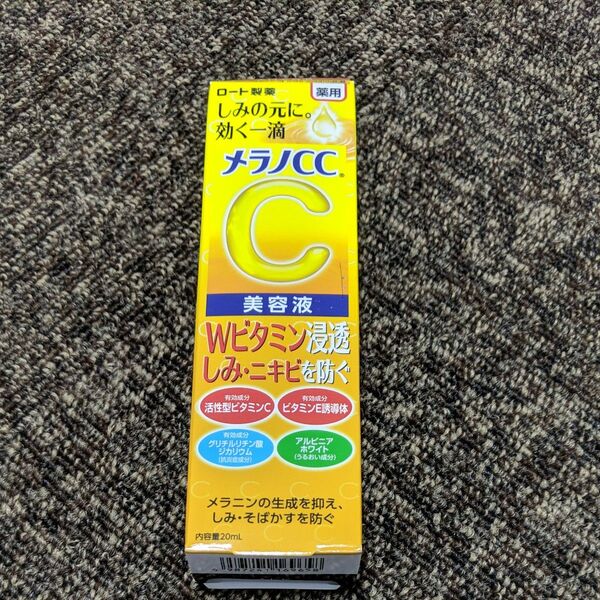 ロート製薬
薬用
しみの元に。
効く一滴
メラノCC®
C
美容液
Wビタミン浸透
しみ・ニキビを防ぐ
有効成分
活性型ビタミンC
有効成分
ビタミンE誘導体
有効成分
グリチルリチン酸
ジカリウム
(抗炎症成分)
アルピニア
ホワイト
(うるおい成分)
メラニンの生成を抑え、
しみ・そばかすを防ぐ
内容量20mL